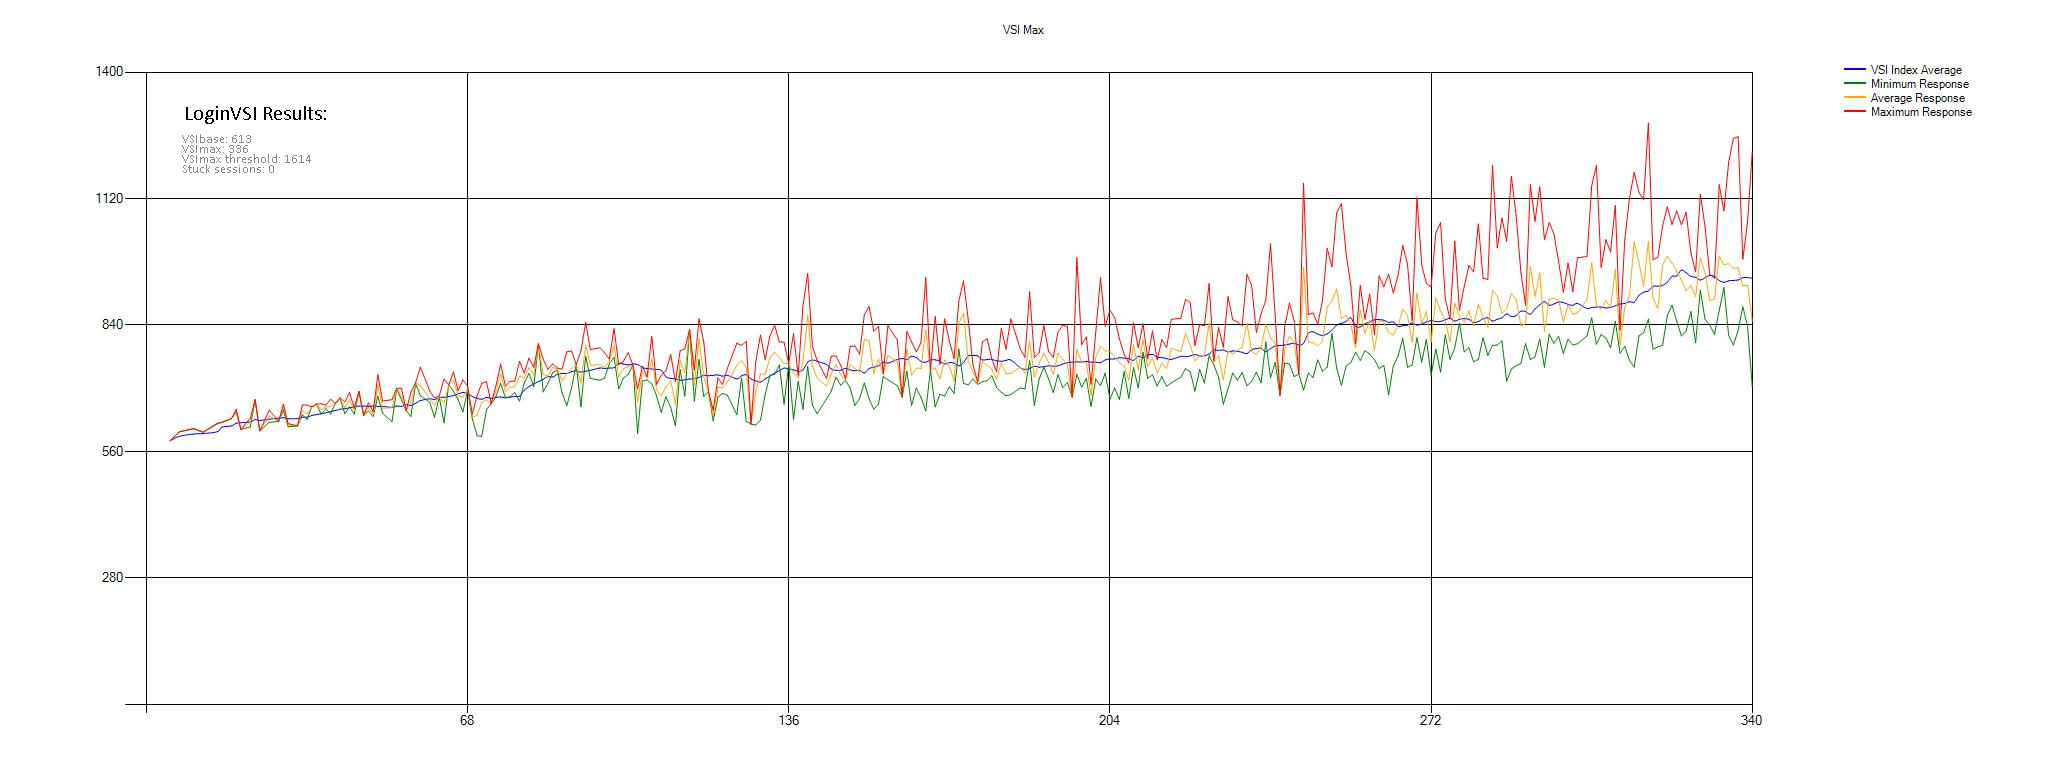 VSI Max
1400
1120
840
560
280
LoginVSI Results:
VSIbase: 613
VSImax: 336
VSImax threshold: 1614
Stuck sessions: 0
68
136
204
272
340
VSI Index Average
Minimum Response
Average Response
Maximum Response